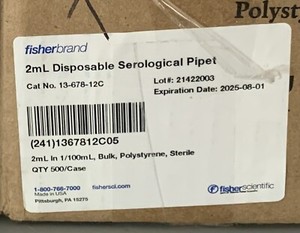 Polyst
fisherbrand
2mL Disposable Serological Pipet
Cat No. 13-678-12C
Lot#: 21422003
Expiration Date: 2025-08-01
(241)1367812C05
2mL in 1/100mL, Bulk, Polystyrene, Sterile
QTY 500/Case
1-800-766-7000 fishersci.com
Made in USA
Pittsburgh, PA 15275
fisherscientific